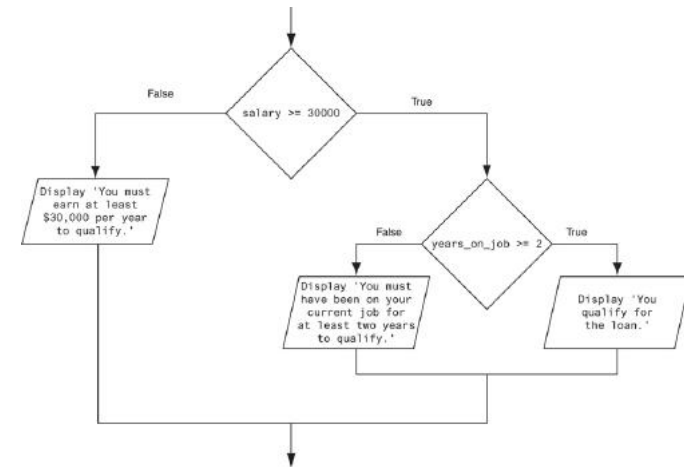 False
salary >= 30000
True
Display 'You must
earn at least
$30,000 per year
to qualify.'
False
years_on_job >= 2
True
Display 'You must
have been on your
current job for
at least two years
to qualify.'
Display 'You
qualify for
the loan.'